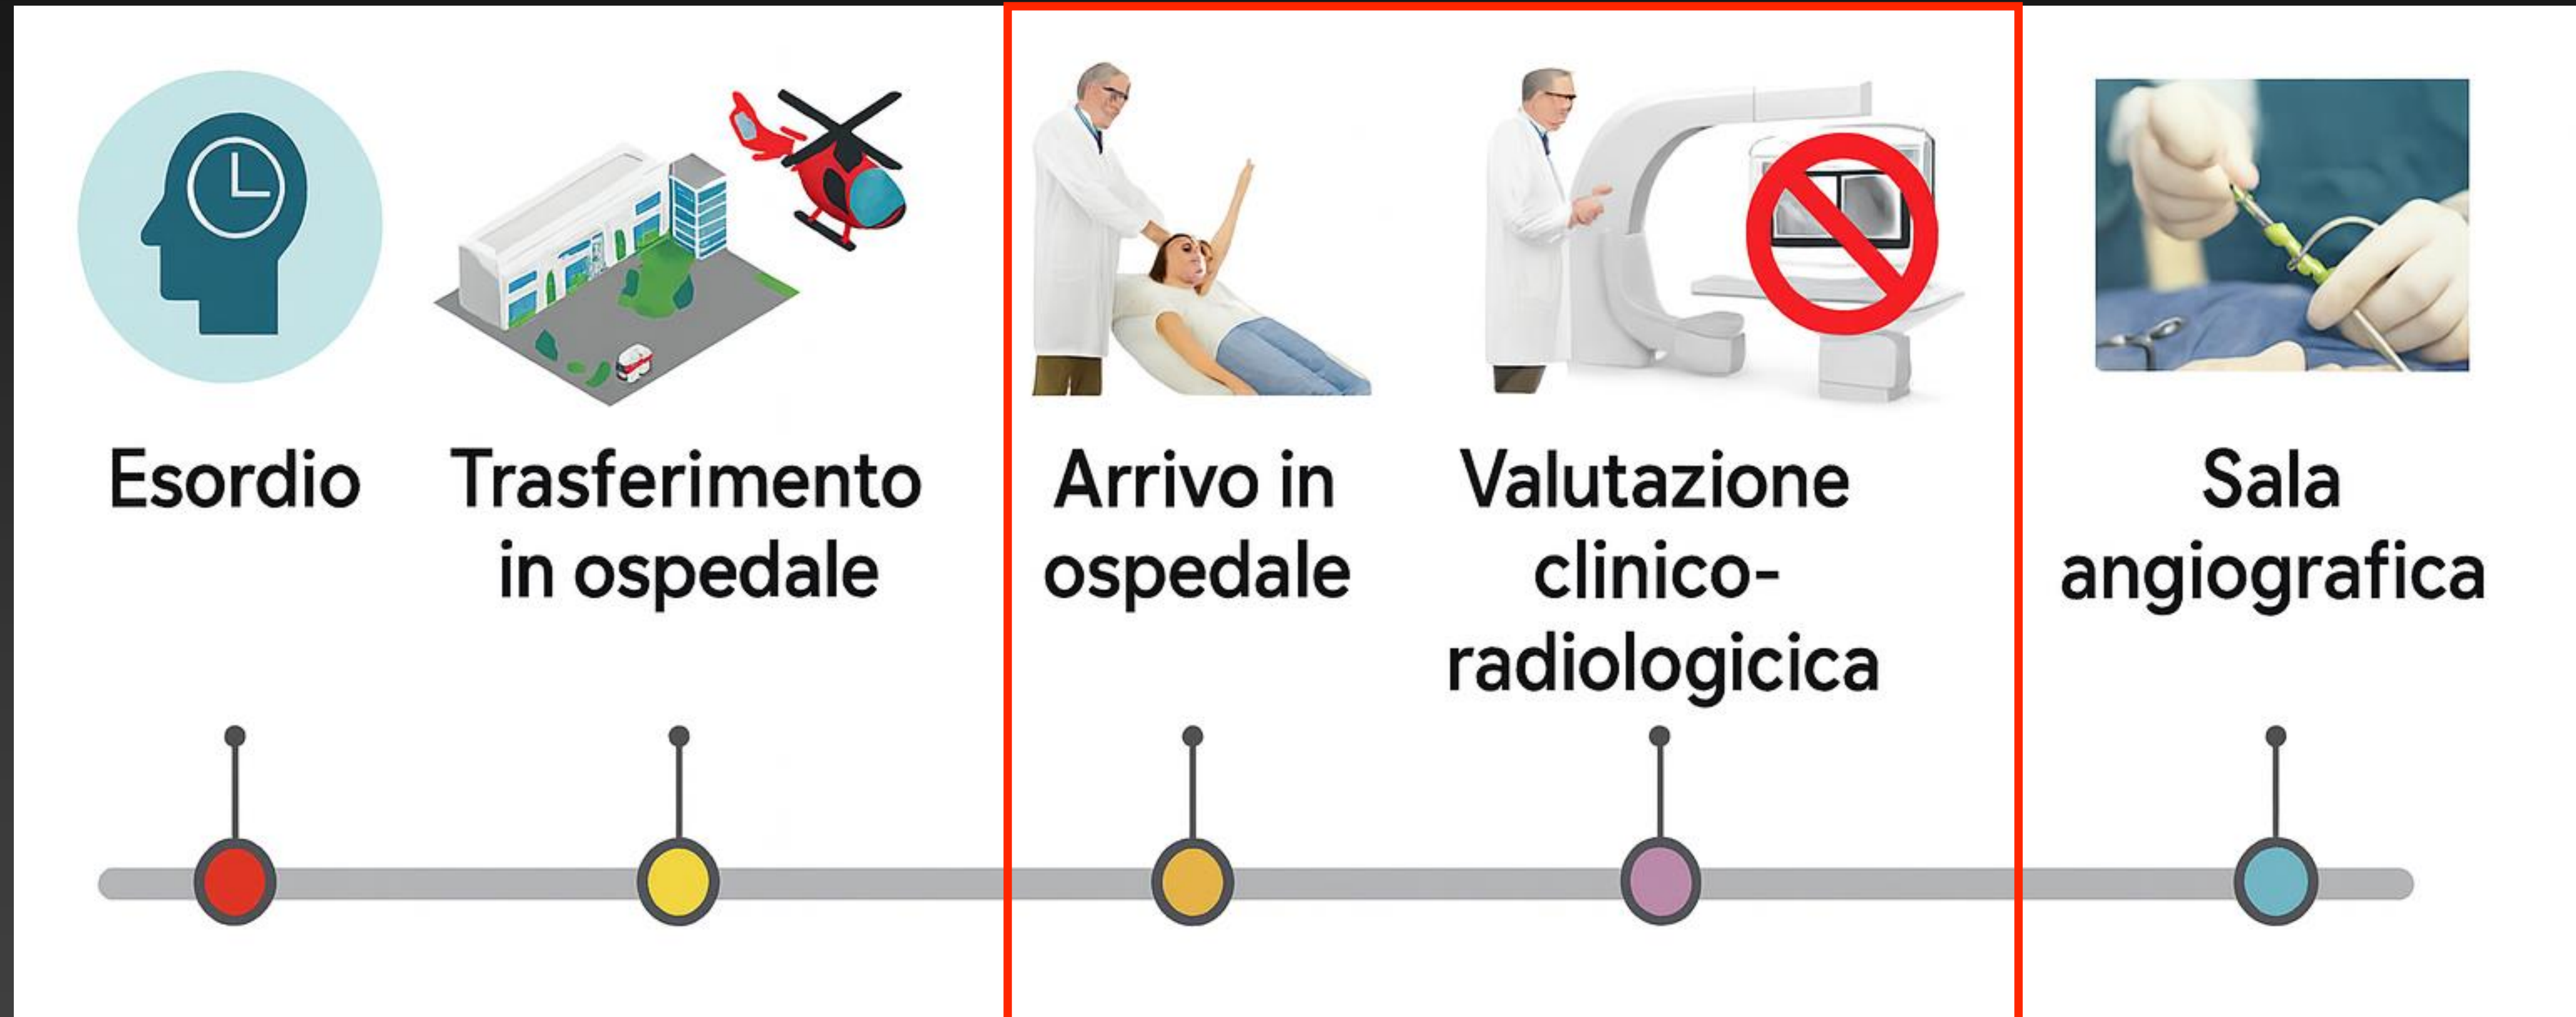 Esordio
Trasferimento
in ospedale
Arrivo in
ospedale
Valutazione
clinico-
radiologicica
Sala
angiografica